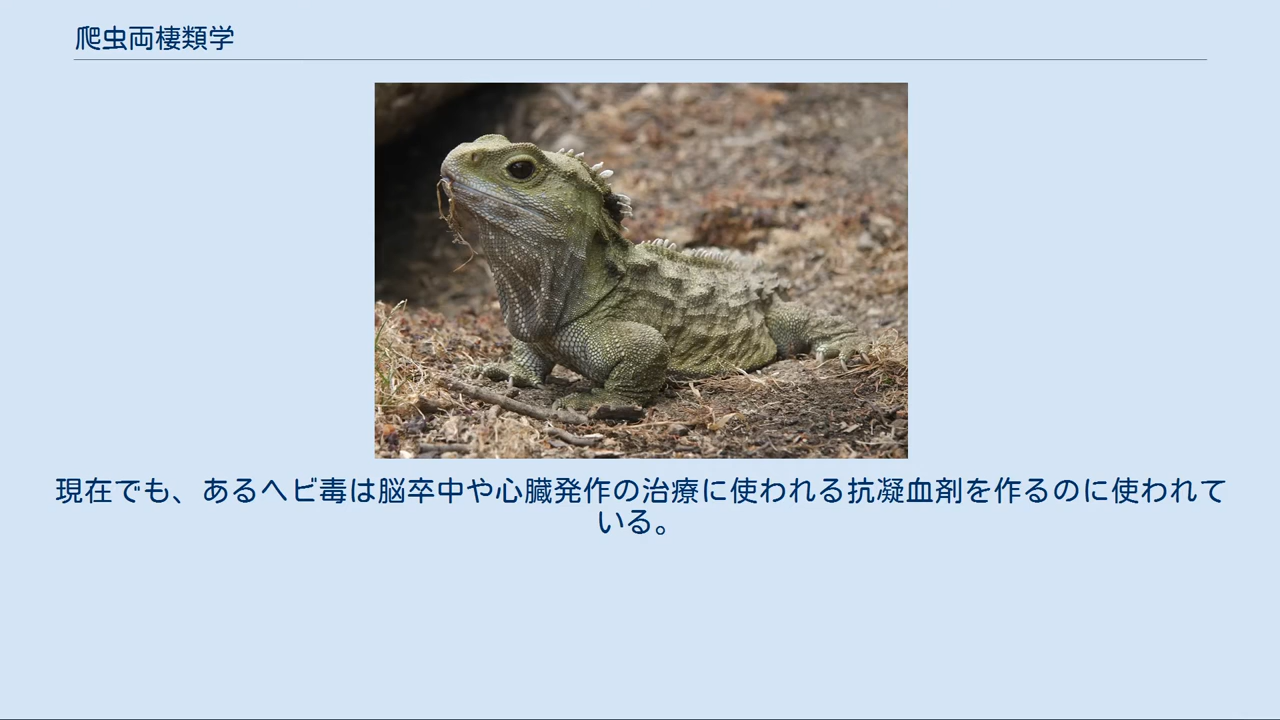 爬虫両棲類学
現在でも、あるヘビ毒は脳卒中や心臓発作の治療に使われる抗凝血剤を作るのに使われて
いる。